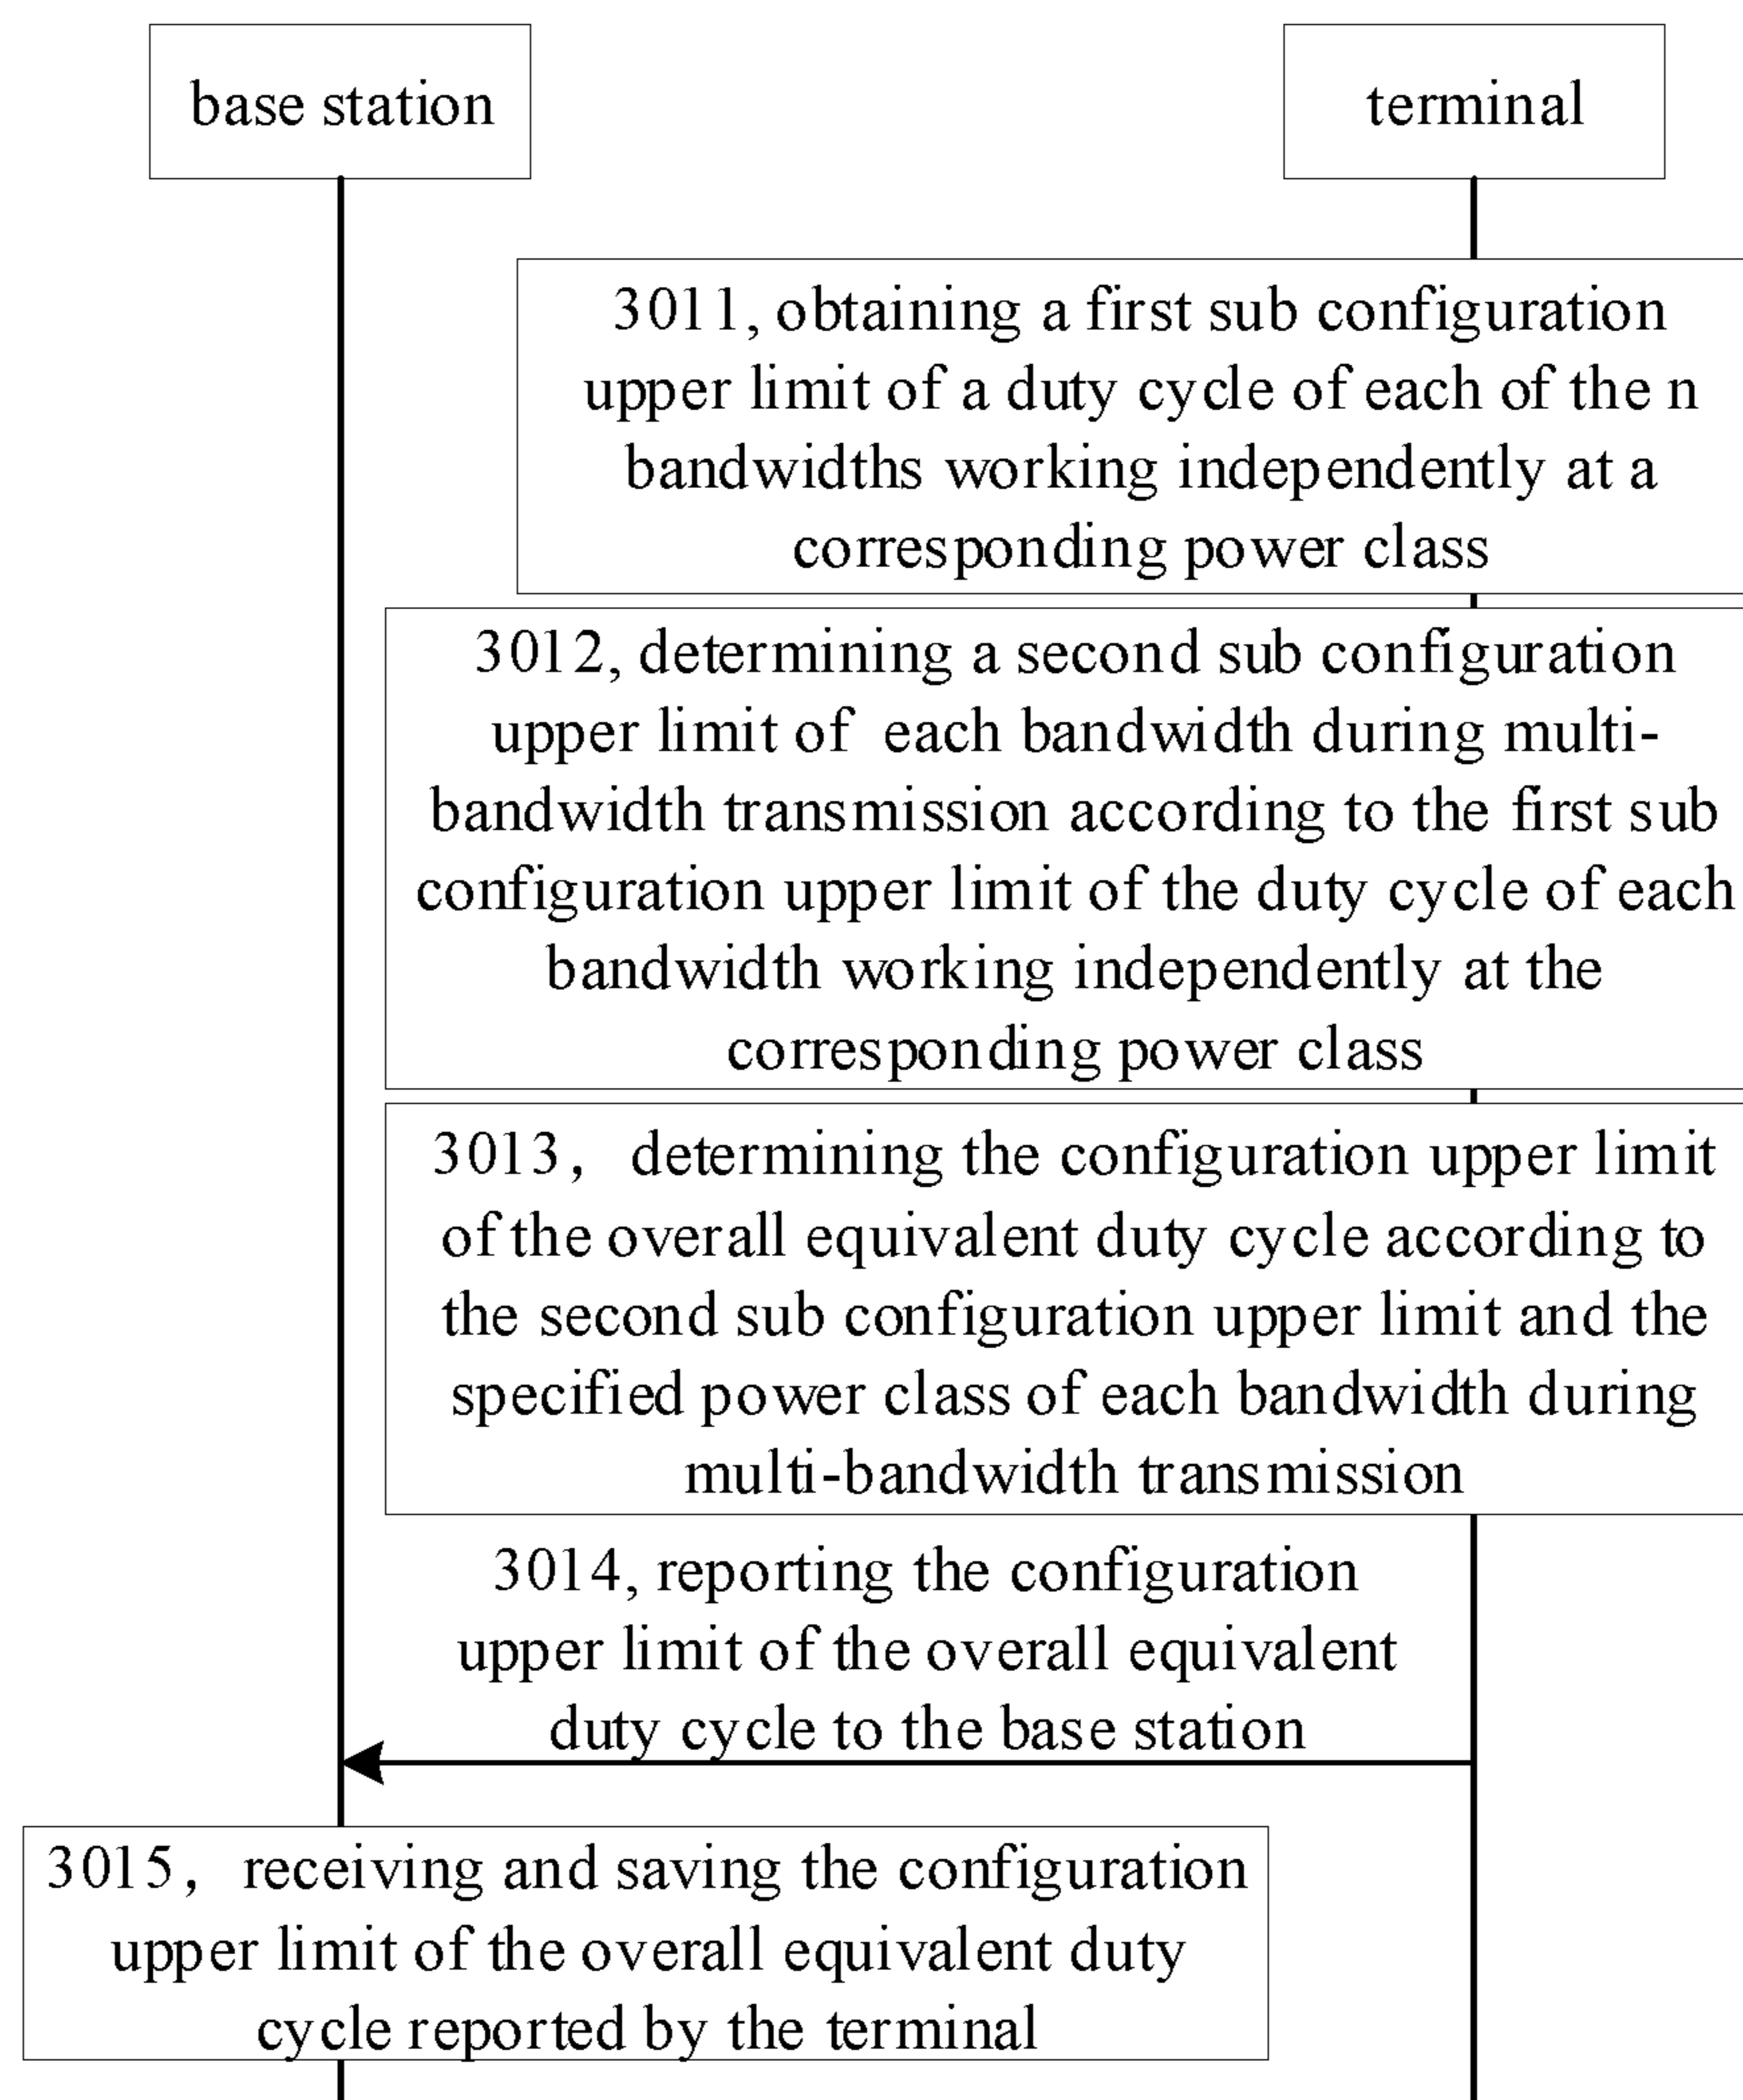 base station
terminal
3011, obtaining a first sub configuration
upper limit of a duty cycle of each of the n
bandwidths working independently at a
corresponding power class
3012, determining a second sub configuration
upper limit of each bandwidth during multi-
bandwidth transmission according to the first sub
configuration upper limit of the duty cycle of each
bandwidth working independently at the
corresponding power class
3013, determining the configuration upper limit
of the overall equivalent duty cycle according to
the second sub configuration upper limit and the
specified power class of each bandwidth during
multi-bandwidth transmission
3014, reporting the configuration
upper limit of the overall equivalent
duty cycle to the base station
3015, receiving and saving the configuration
upper limit of the overall equivalent duty
cycle reported by the terminal